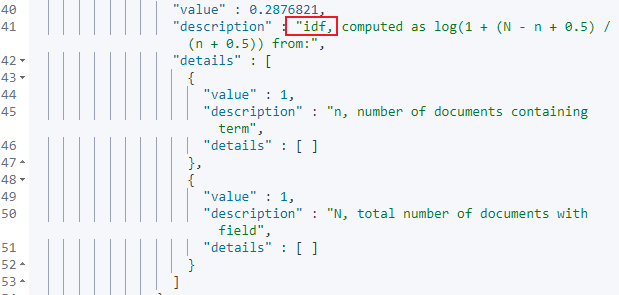 40 "value" : 0.2876821,
41 "description" : "idf, computed as log(1 + (N - n + 0.5) /
(n + 0.5)) from:",
42 "details" : [
43 {
44 "value" : 1,
45 "description" : "n, number of documents containing
term",
46 "details" : [ ]
47 },
48 {
49 "value" : 1,
50 "description" : "N, total number of documents with
field",
51 "details" : [ ]
52 }
53 ]